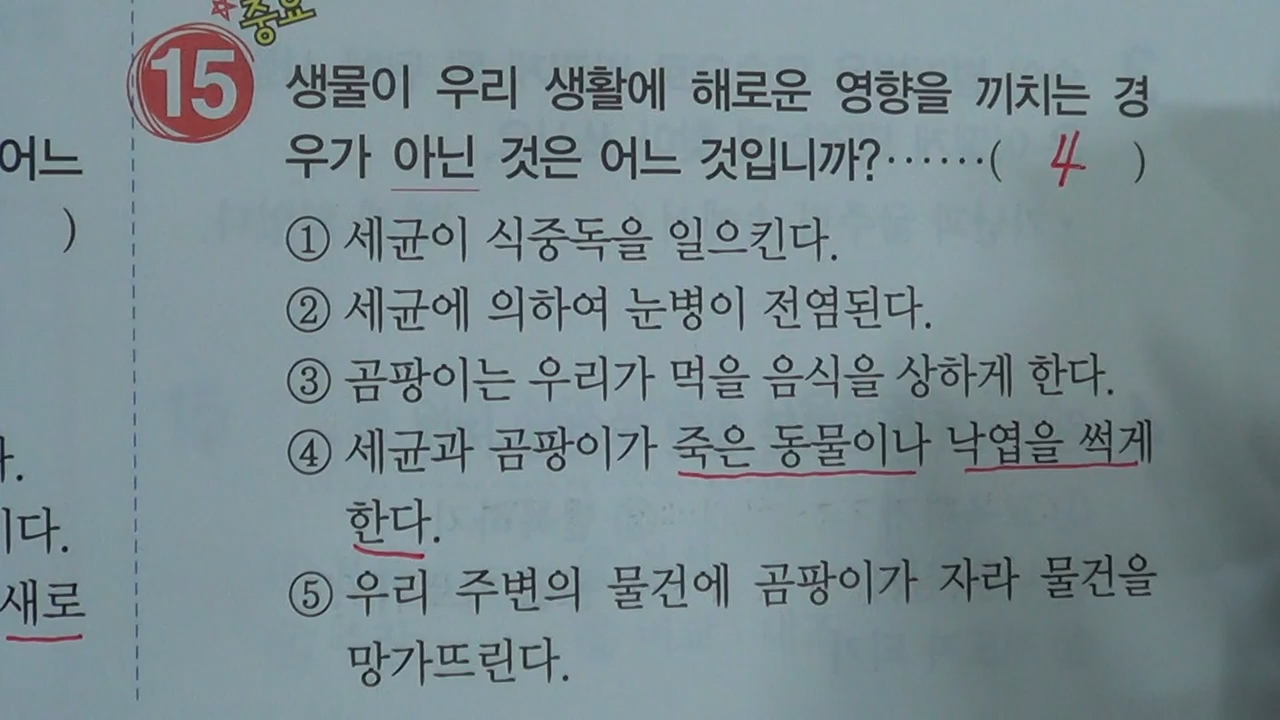 중요
15 생물이 우리 생활에 해로운 영향을 끼치는 경
우가 아닌 것은 어느 것입니까?……( 4 )
① 세균이 식중독을 일으킨다.
② 세균에 의하여 눈병이 전염된다.
③ 곰팡이는 우리가 먹을 음식을 상하게 한다.
④ 세균과 곰팡이가 죽은 동물이나 낙엽을 썩게
한다.
⑤ 우리 주변의 물건에 곰팡이가 자라 물건을
망가뜨린다.
어느
)
다.
새로